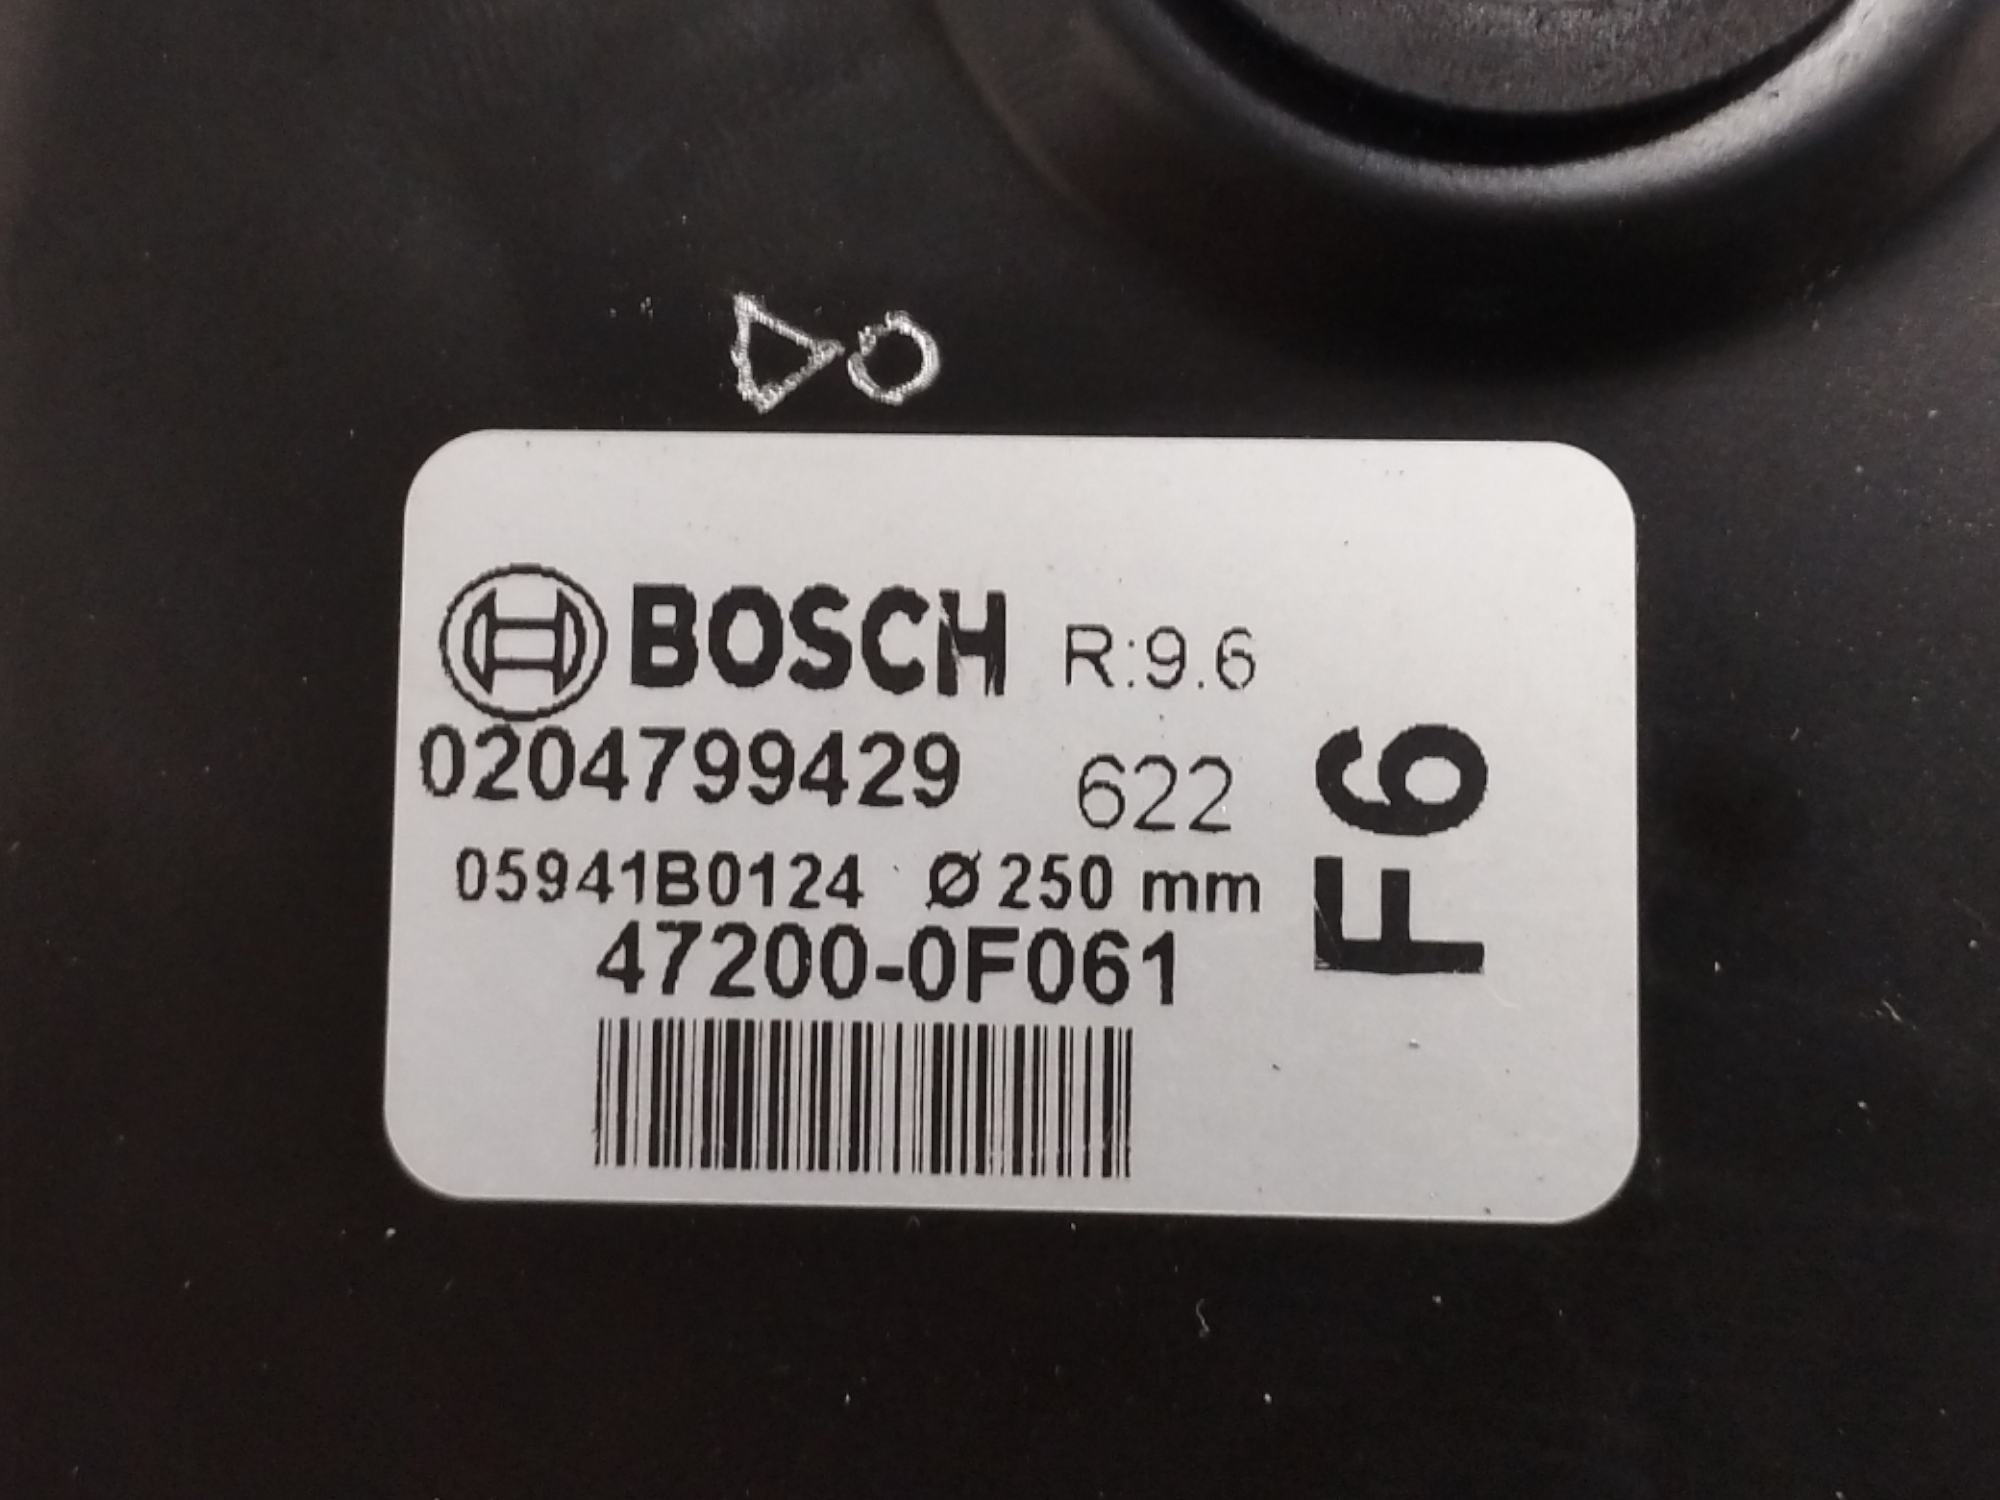 BOSCH R:9.6
0204799429 622
05941B0124 Ø 250 mm
47200-0F061
F6